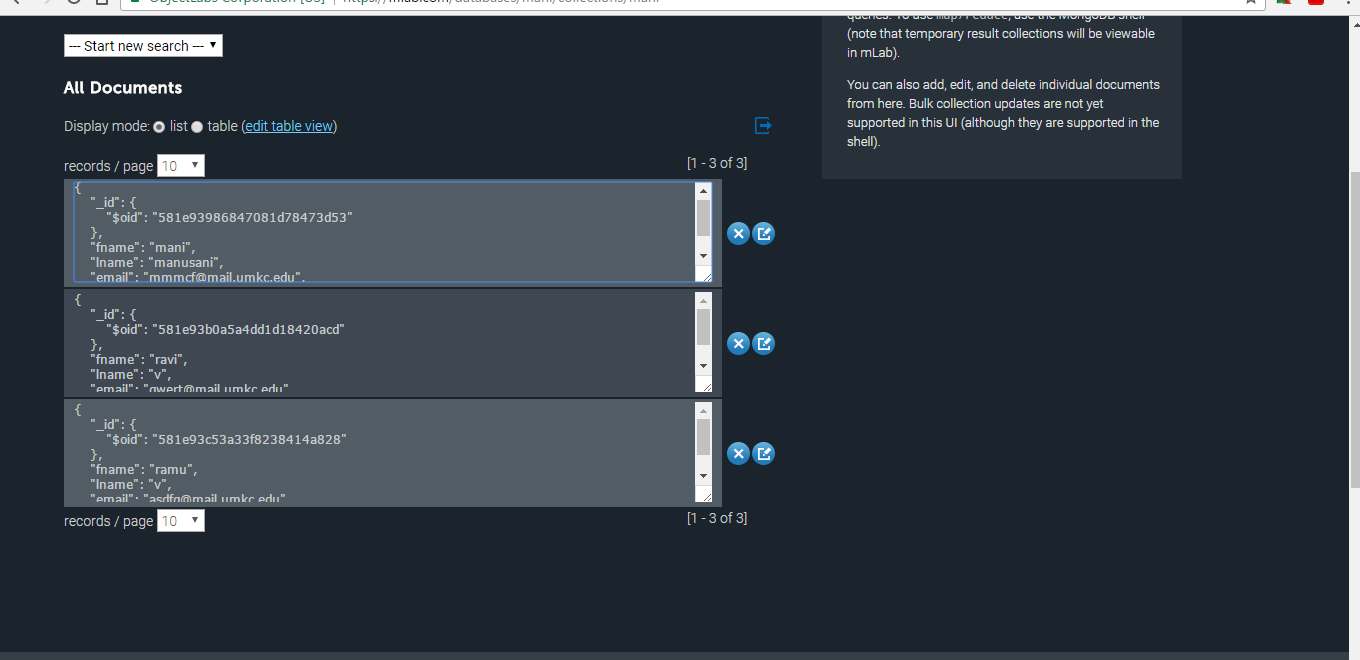 ObjectLabs Corporation [US] | https://mlab.com/databases/mani/collections/mani
queries. To use map/reduce, use the MongoDB shell
(note that temporary result collections will be viewable
in mLab).
You can also add, edit, and delete individual documents
from here. Bulk collection updates are not yet
supported in this UI (although they are supported in the
shell).
--- Start new search ---
All Documents
Display mode: list table (edit table view)
records / page 10 [1 - 3 of 3]
{
"_id": {
"$oid": "581e93986847081d78473d53"
},
"fname": "mani",
"lname": "manusani",
"email": "mmmcf@mail.umkc.edu",
{
"_id": {
"$oid": "581e93b0a5a4dd1d18420acd"
},
"fname": "ravi",
"lname": "v",
"email": "qwert@mail.umkc.edu"
{
"_id": {
"$oid": "581e93c53a33f8238414a828"
},
"fname": "ramu",
"lname": "v",
"email": "asdfg@mail.umkc.edu"
records / page 10 [1 - 3 of 3]